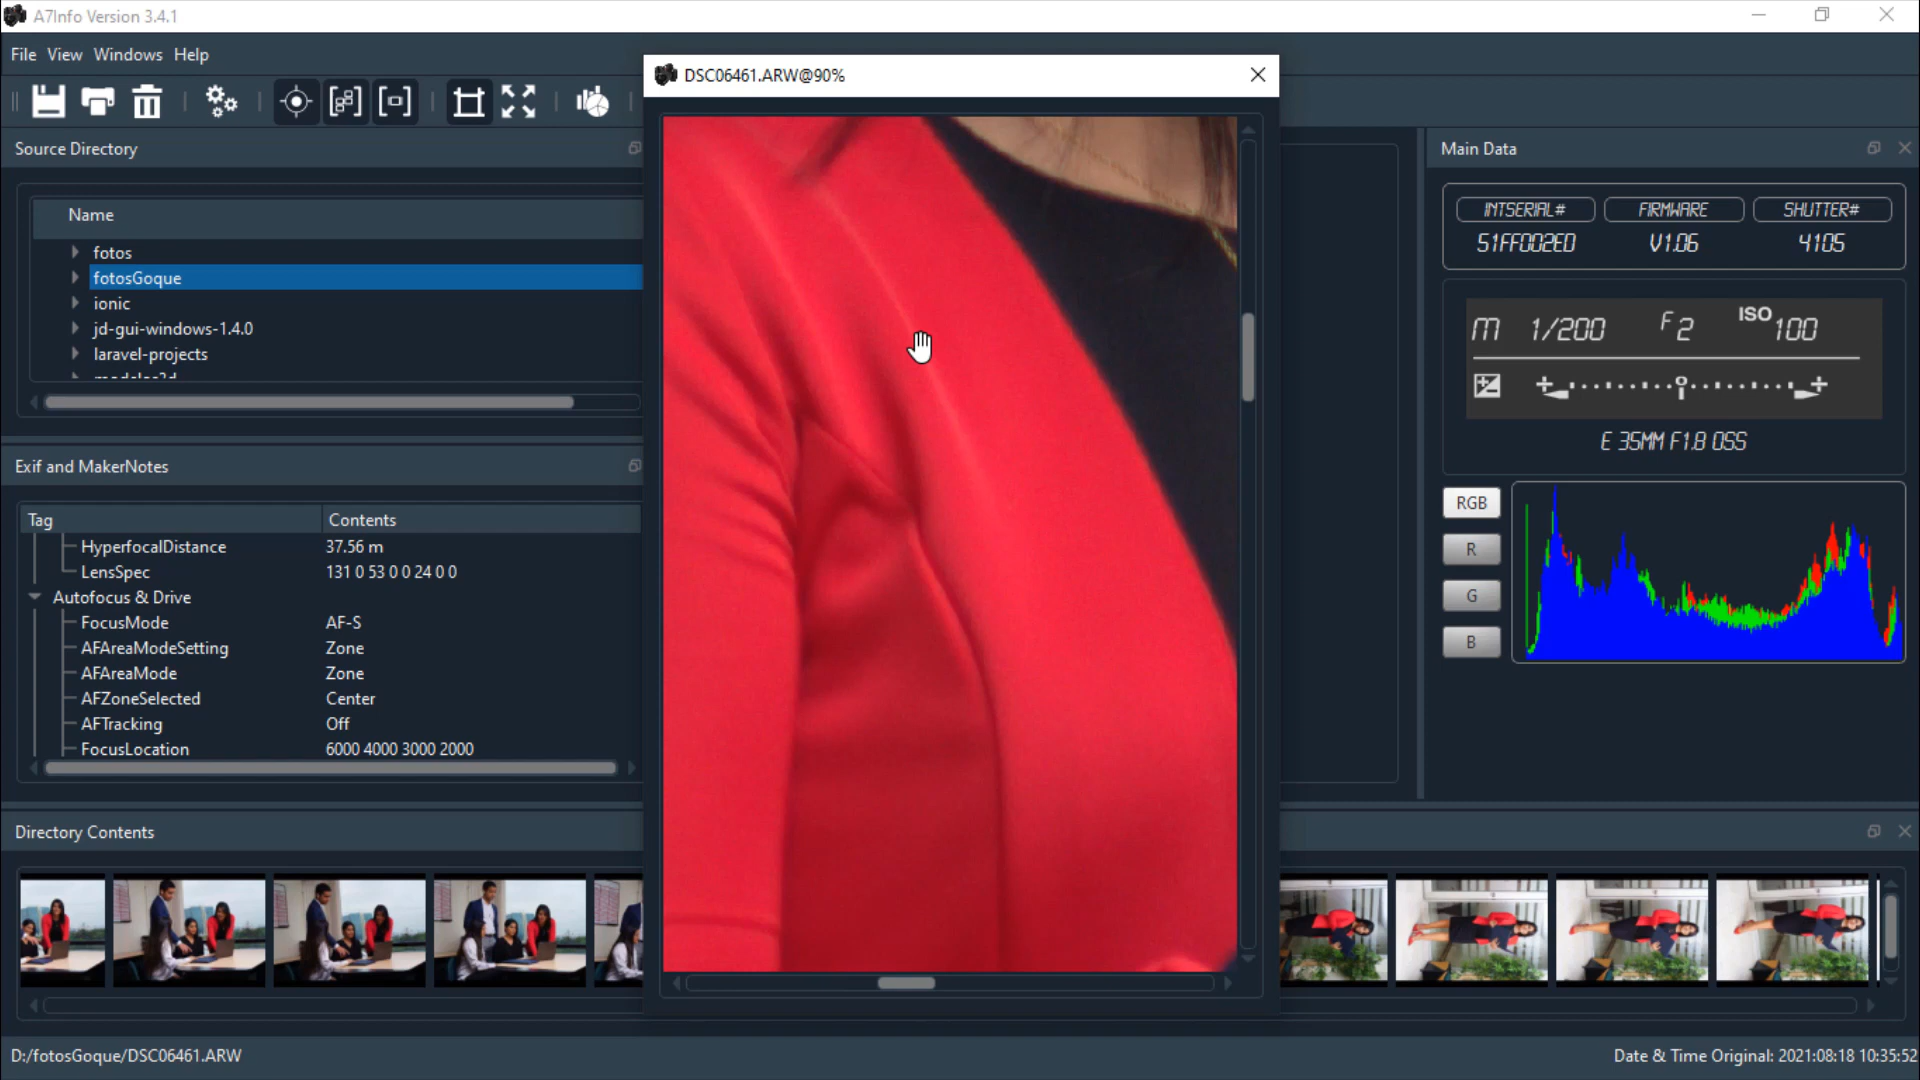 A7Info Version 3.4.1
File View Windows Help
DSC06461.ARW@90%
Source Directory
Name
fotos
fotosGoque
ionic
jd-gui-windows-1.4.0
laravel-projects
Exif and MakerNotes
Tag Contents
HyperfocalDistance 37.56 m
LensSpec 131 0 53 0 0 24 0 0
Autofocus & Drive
FocusMode AF-S
AFAreaModeSetting Zone
AFAreaMode Zone
AFZoneSelected Center
AFTracking Off
FocusLocation 6000 4000 3000 2000
Main Data
INTSERIAL# FIRMWARE SHUTTER#
51FF002ED V1.06 4105
M 1/200 F2 ISO 100
E 35MM F1.8 OSS
RGB
R
G
B
Directory Contents
D:/fotosGoque/DSC06461.ARW
Date & Time Original: 2021:08:18 10:35:52